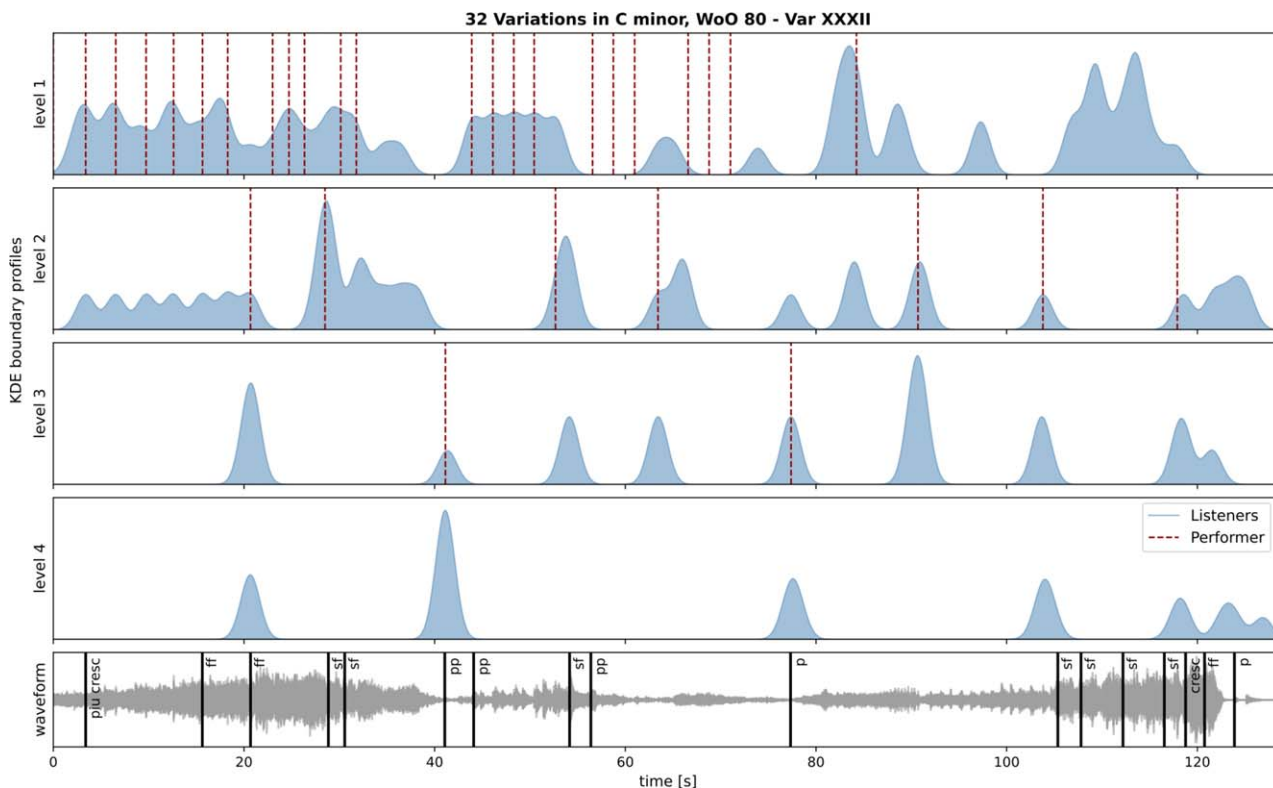 32 Variations in C minor, WoO 80 - Var XXXII
KDE boundary profiles
level 1
level 2
level 3
level 4
Listeners
Performer
waveform
piu cresc
ff
ff
sf
sf
pp
pp
sf
pp
p
sf
sf
sf
sf
cresc
ff
p
0 20 40 60 80 100 120
time [s]